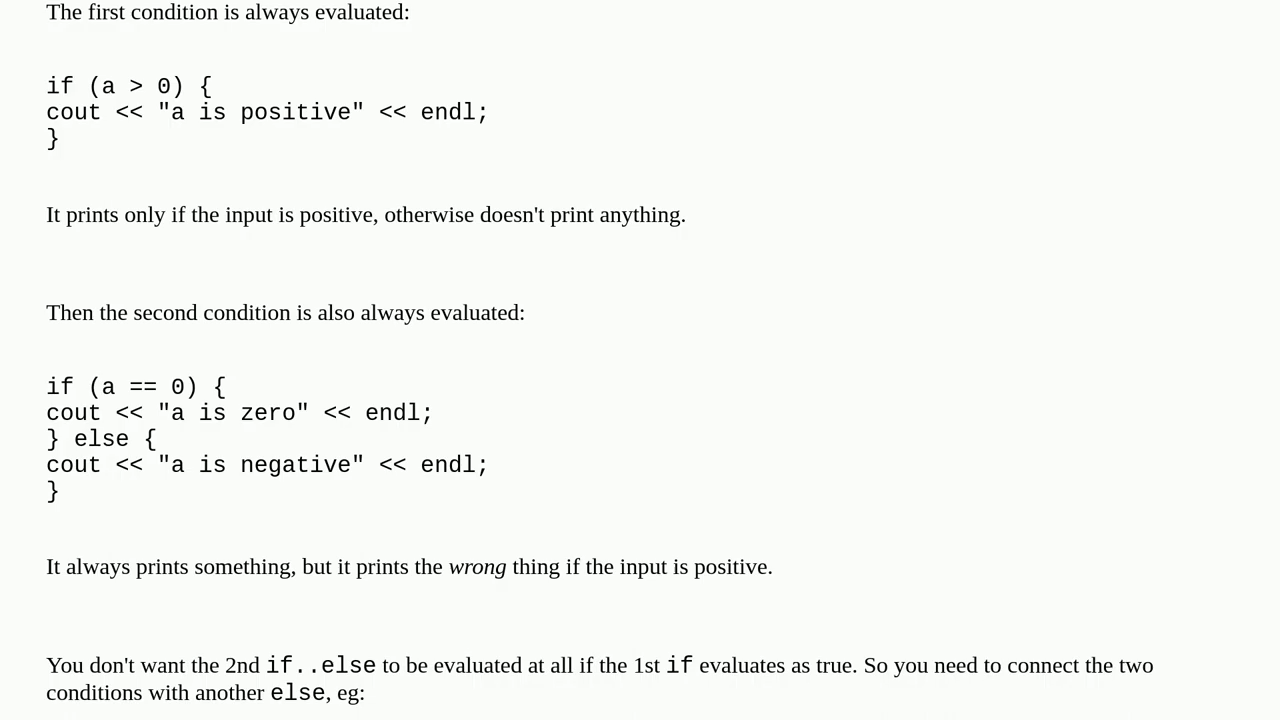 The first condition is always evaluated:
if (a > 0) {
cout << "a is positive" << endl;
}
It prints only if the input is positive, otherwise doesn't print anything.
Then the second condition is also always evaluated:
if (a == 0) {
cout << "a is zero" << endl;
} else {
cout << "a is negative" << endl;
}
It always prints something, but it prints the wrong thing if the input is positive.
You don't want the 2nd if..else to be evaluated at all if the 1st if evaluates as true. So you need to connect the two
conditions with another else, eg: